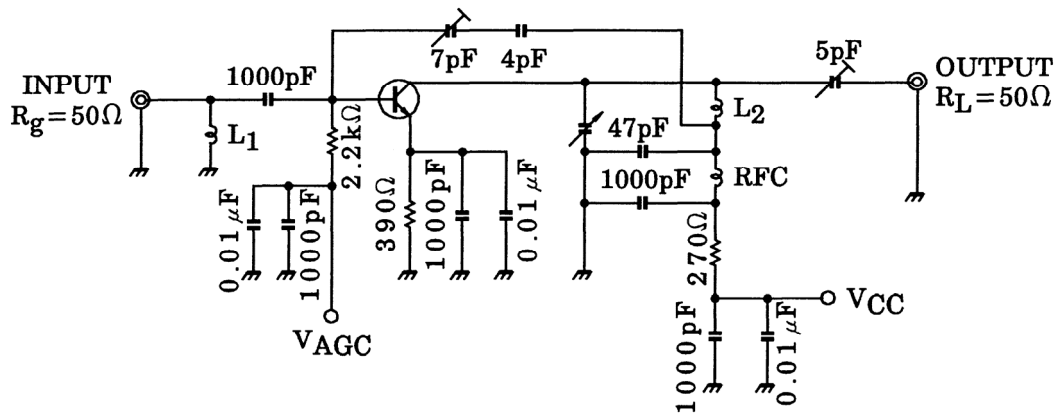 7pF
4pF
5pF
INPUT
Rg=50Ω
1000pF
OUTPUT
RL=50Ω
L1
2.2kΩ
L2
47pF
RFC
1000pF
0.01μF
1000pF
390Ω
1000pF
0.01μF
270Ω
VAGC
VCC
1000pF
0.01μF